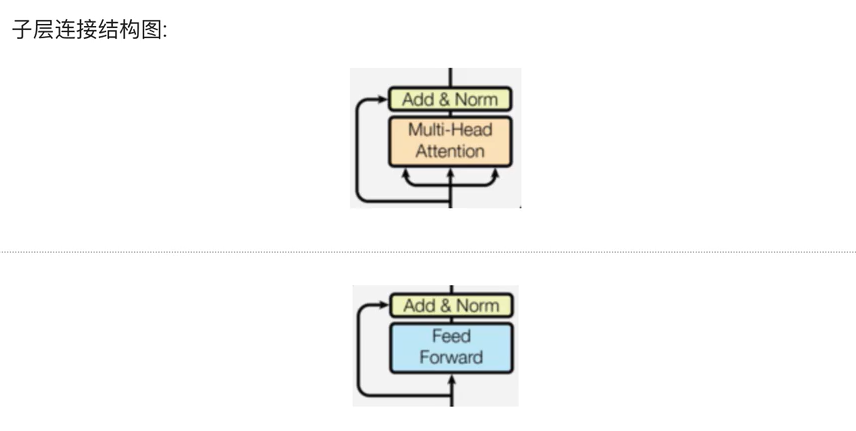 子层连接结构图:
Add & Norm
Multi-Head
Attention
Add & Norm
Feed
Forward